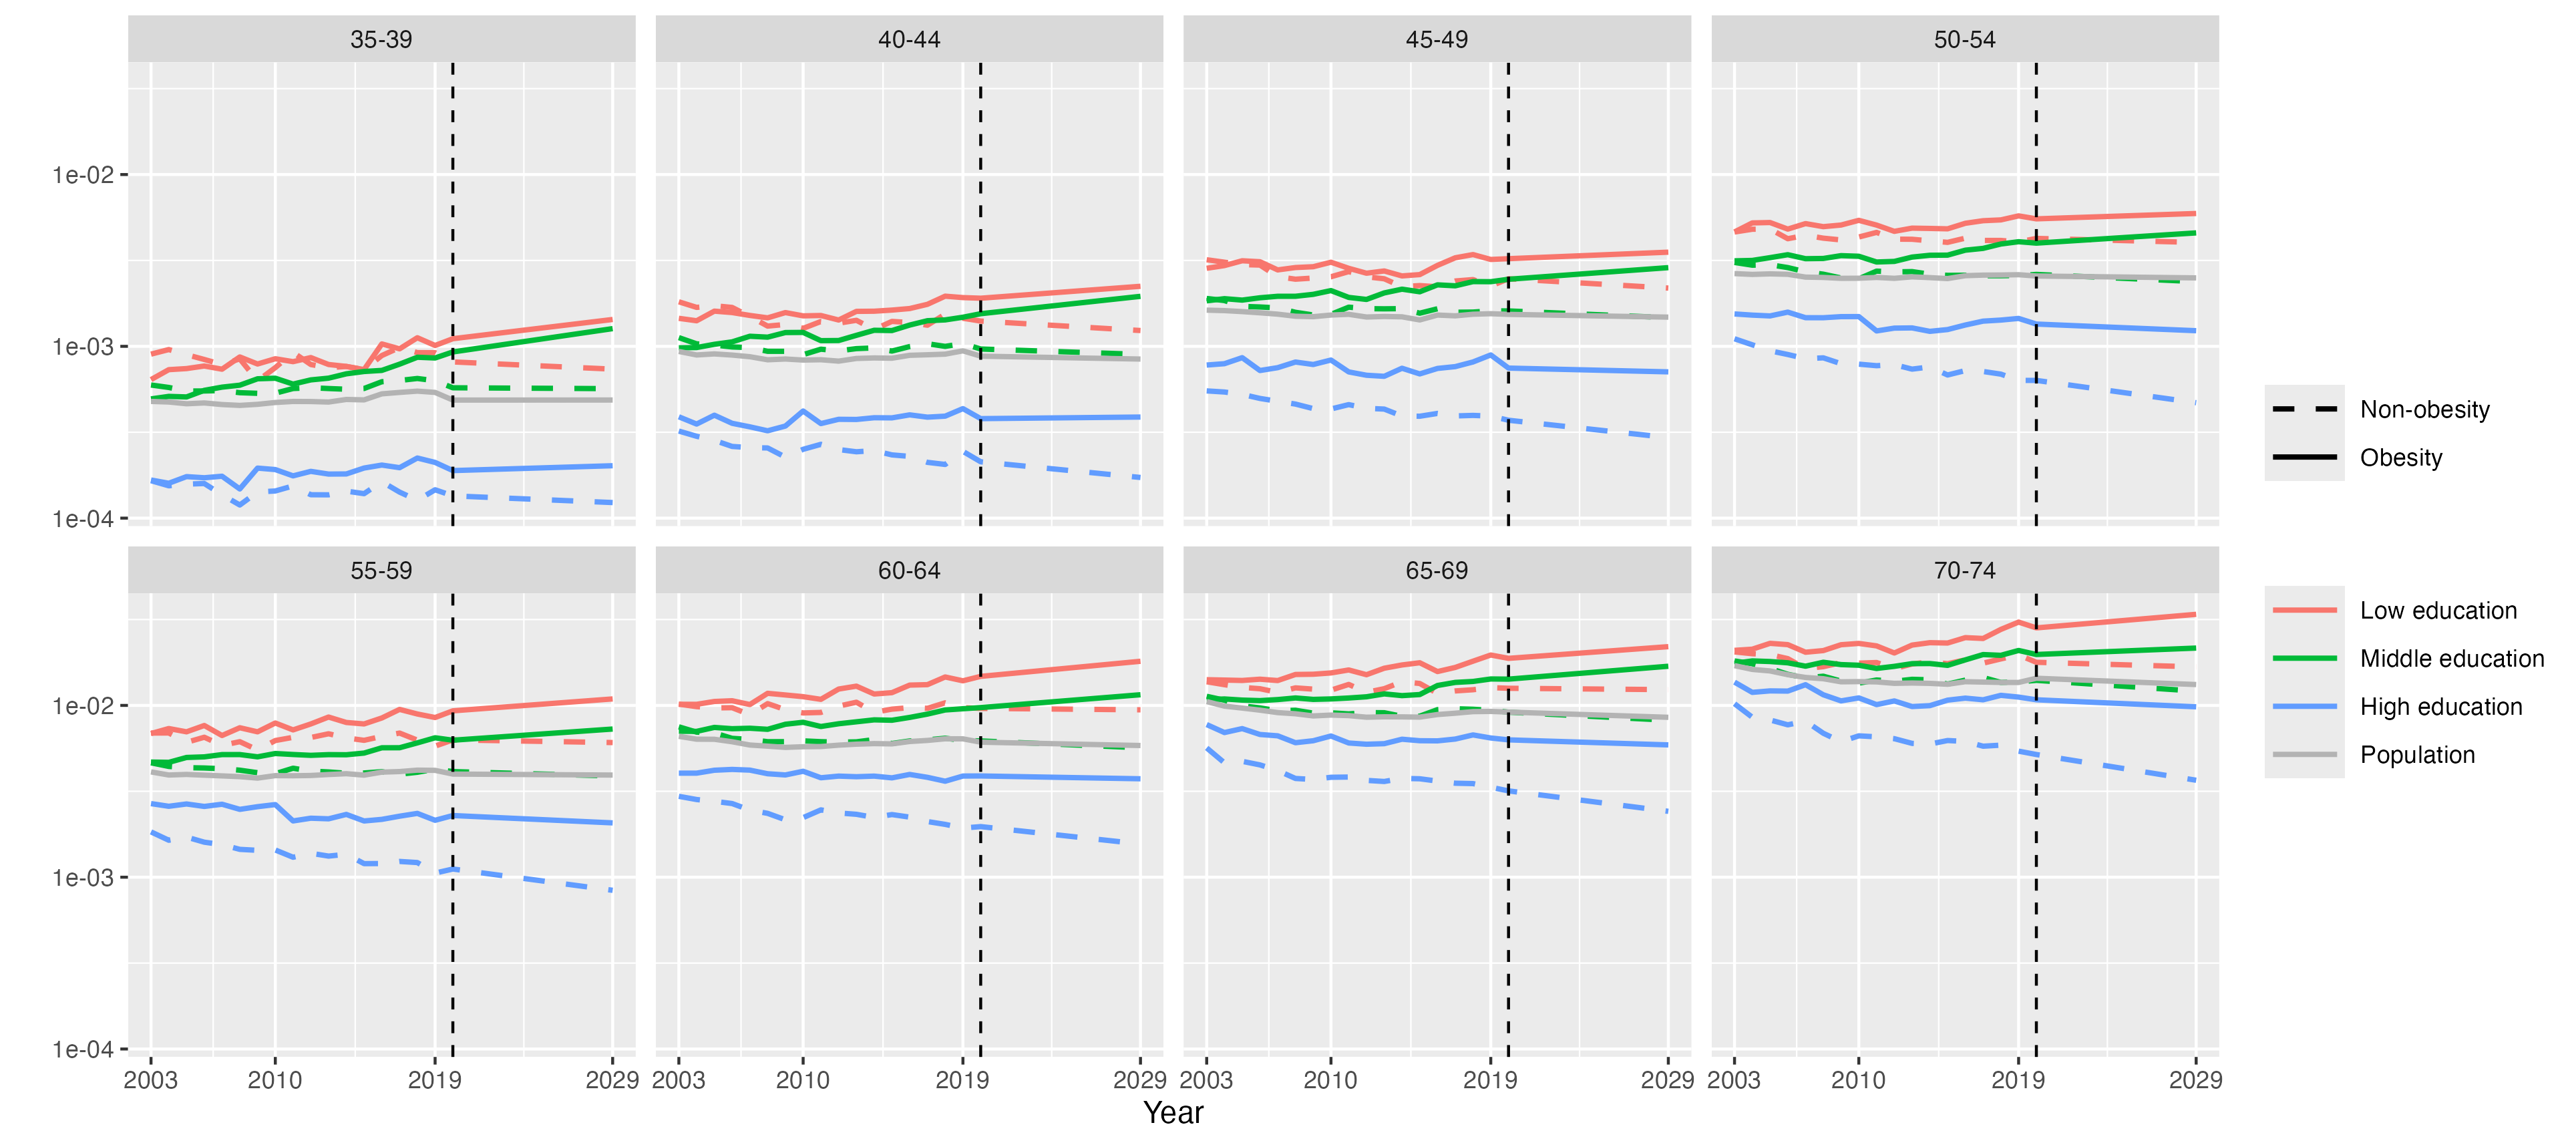 35-39 40-44 45-49 50-54
1e-02
1e-03
1e-04
Non-obesity
Obesity
55-59 60-64 65-69 70-74
1e-02
1e-03
1e-04
Low education
Middle education
High education
Population
2003 2010 2019 2029 2003 2010 2019 2029 2003 2010 2019 2029 2003 2010 2019 2029
Year